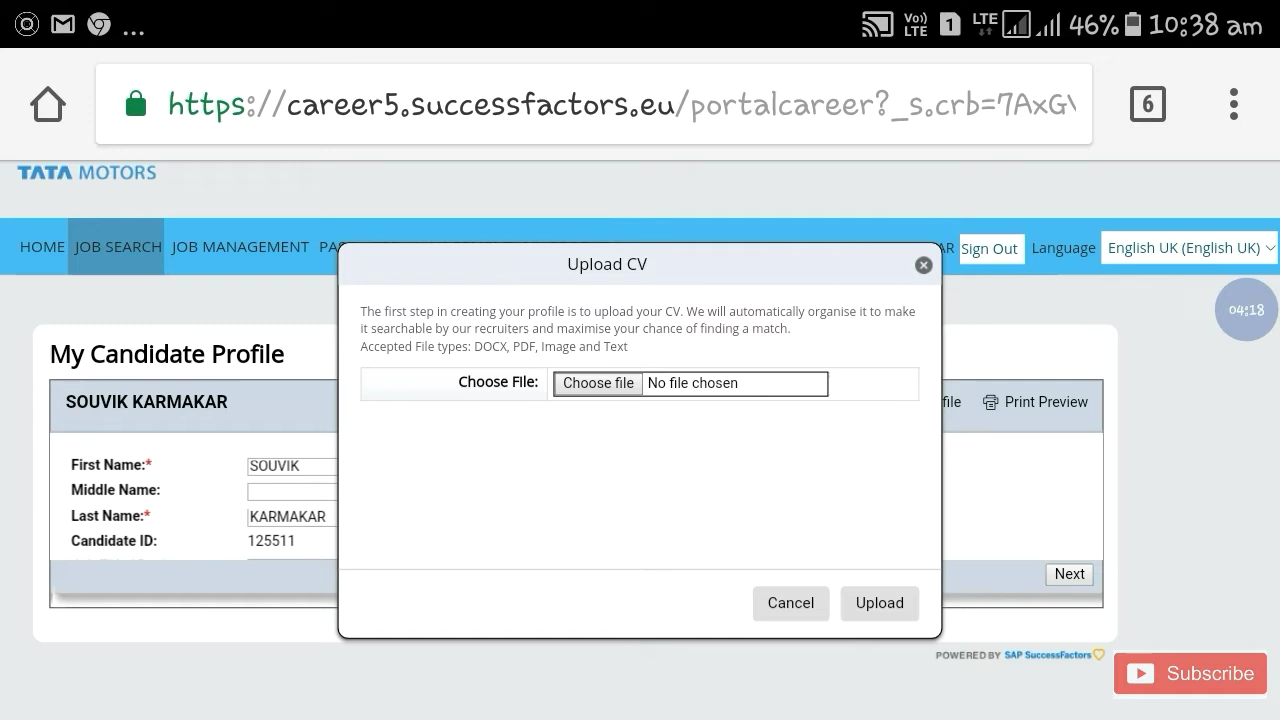 ...
Vo))
LTE
1
LTE
46%
10:38 am
https://career5.successfactors.eu/portalcareer?_s.crb=7AxG
6
TATA MOTORS
HOME JOB SEARCH JOB MANAGEMENT
Sign Out Language English UK (English UK)
Upload CV
The first step in creating your profile is to upload your CV. We will automatically organise it to make
it searchable by our recruiters and maximise your chance of finding a match.
Accepted File types: DOCX, PDF, Image and Text
Choose File: Choose file No file chosen
04:18
My Candidate Profile
SOUVIK KARMAKAR
file Print Preview
First Name:* SOUVIK
Middle Name:
Last Name:* KARMAKAR
Candidate ID: 125511
Next
Cancel Upload
POWERED BY SAP SuccessFactors
Subscribe